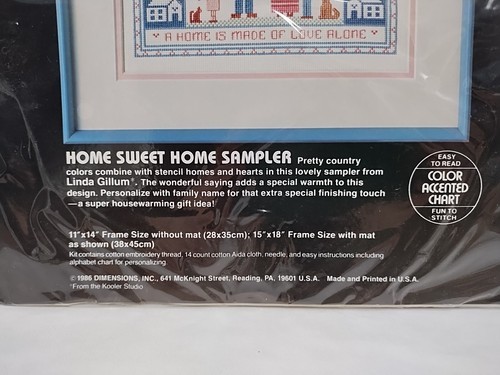 ♥ A HOME IS MADE OF LOVE ALONE ♥
HOME SWEET HOME SAMPLER Pretty country
colors combine with stencil homes and hearts in this lovely sampler from
Linda Gillum*. The wonderful saying adds a special warmth to this
design. Personalize with family name for that extra special finishing touch
—a super housewarming gift idea!
EASY
TO READ
COLOR
ACCENTED
CHART
FUN TO
STITCH
11"x14" Frame Size without mat (28x35cm); 15"x18" Frame Size with mat
as shown (38x45cm)
Kit contains cotton embroidery thread, 14 count cotton Aida cloth, needle, and easy instructions including
alphabet chart for personalizing.
©1986 DIMENSIONS, INC., 641 McKnight Street, Reading, PA. 19601 U.S.A. Made and Printed in U.S.A.
*From the Kooler Studio